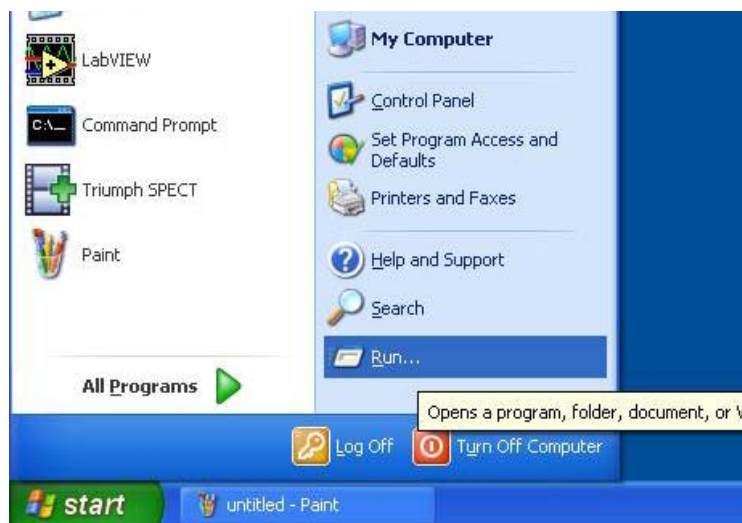 LabVIEW
C:\_
Command Prompt
Triumph SPECT
Paint
All Programs
My Computer
Control Panel
Set Program Access and
Defaults
Printers and Faxes
Help and Support
Search
Run...
Opens a program, folder, document, or
Log Off
Turn Off Computer
start
untitled - Paint